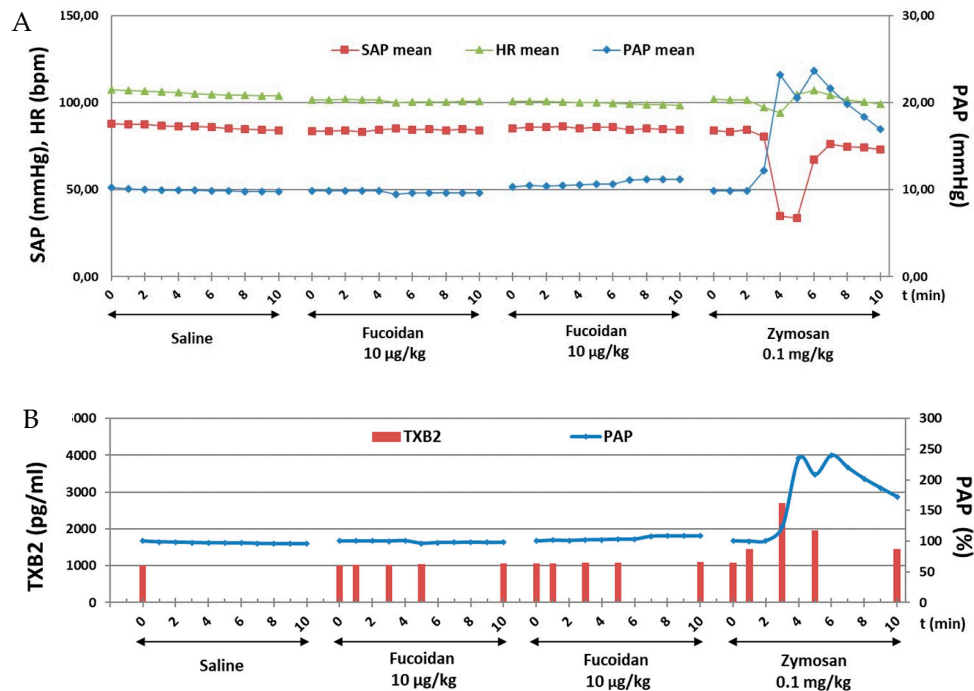 A
150,00
100,00
50,00
0,00
SAP (mmHg), HR (bpm)
SAP mean
HR mean
PAP mean
30,00
20,00
10,00
0,00
PAP (mmHg)
0 2 4 6 8 10 0 2 4 6 8 10 0 2 4 6 8 10 0 2 4 6 8 10 t (min)
Saline
Fucoidan
10 µg/kg
Fucoidan
10 µg/kg
Zymosan
0.1 mg/kg
B
5000
4000
3000
2000
1000
0
TXB2 (pg/ml)
TXB2
PAP
300
250
200
150
100
50
0
PAP (%)
0 2 4 6 8 10 0 2 4 6 8 10 0 2 4 6 8 10 0 2 4 6 8 10 t (min)
Saline
Fucoidan
10 µg/kg
Fucoidan
10 µg/kg
Zymosan
0.1 mg/kg